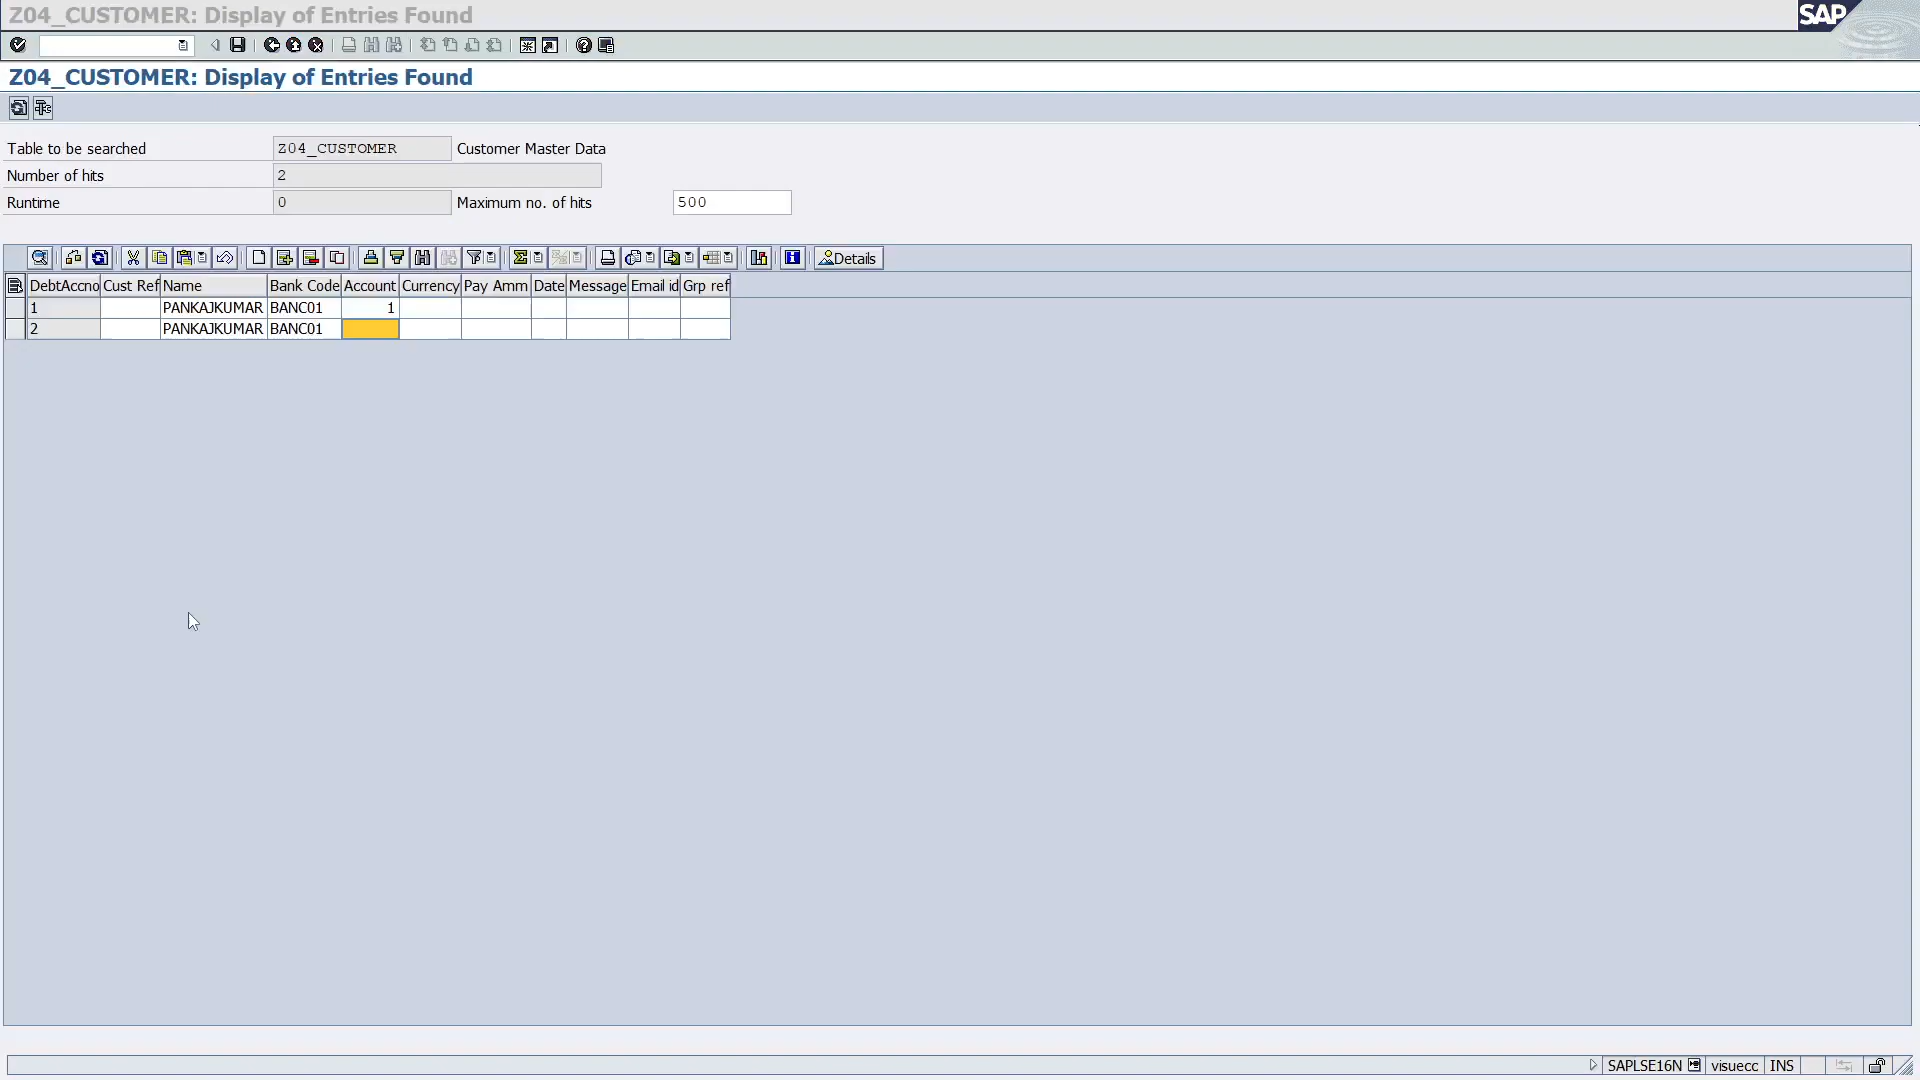 Z04_CUSTOMER: Display of Entries Found
SAP
Z04_CUSTOMER: Display of Entries Found
Table to be searched Z04_CUSTOMER Customer Master Data
Number of hits 2
Runtime 0 Maximum no. of hits 500
Details
DebtAccno Cust Ref Name Bank Code Account Currency Pay Amm Date Message Email id Grp ref
1 PANKAJKUMAR BANC01 1
2 PANKAJKUMAR BANC01
SAPLSE16N visuecc INS